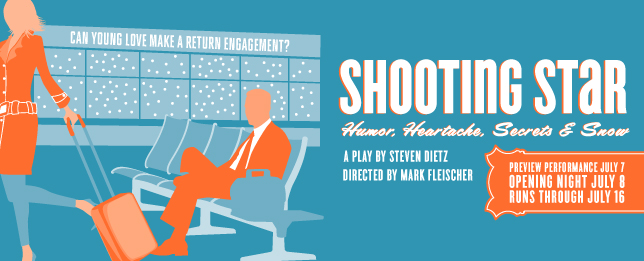 CAN YOUNG LOVE MAKE A RETURN ENGAGEMENT?
SHOOTING STAR
Humor, Heartache, Secrets & Snow
A PLAY BY STEVEN DIETZ
DIRECTED BY MARK FLEISCHER
PREVIEW PERFORMANCE JULY 7
OPENING NIGHT JULY 8
RUNS THROUGH JULY 16